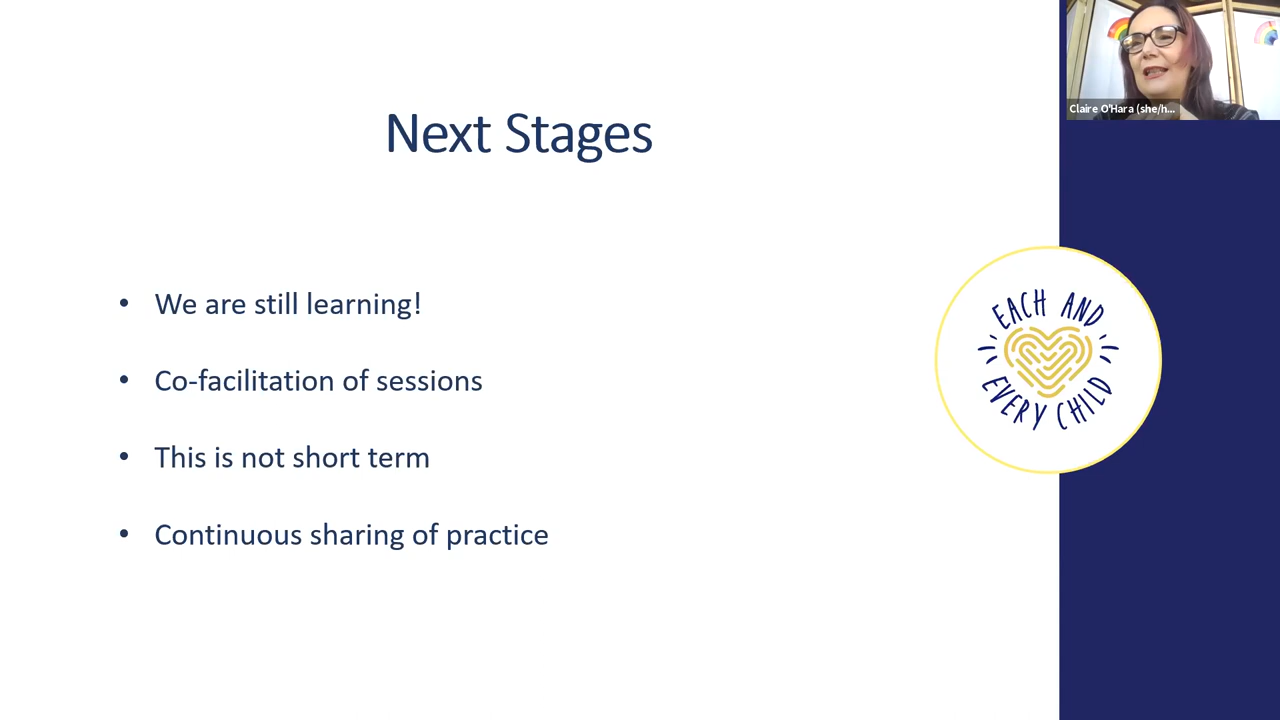 Claire O'Hara (she/h...
Next Stages
• We are still learning!
• Co-facilitation of sessions
• This is not short term
• Continuous sharing of practice
EACH AND
EVERY CHILD